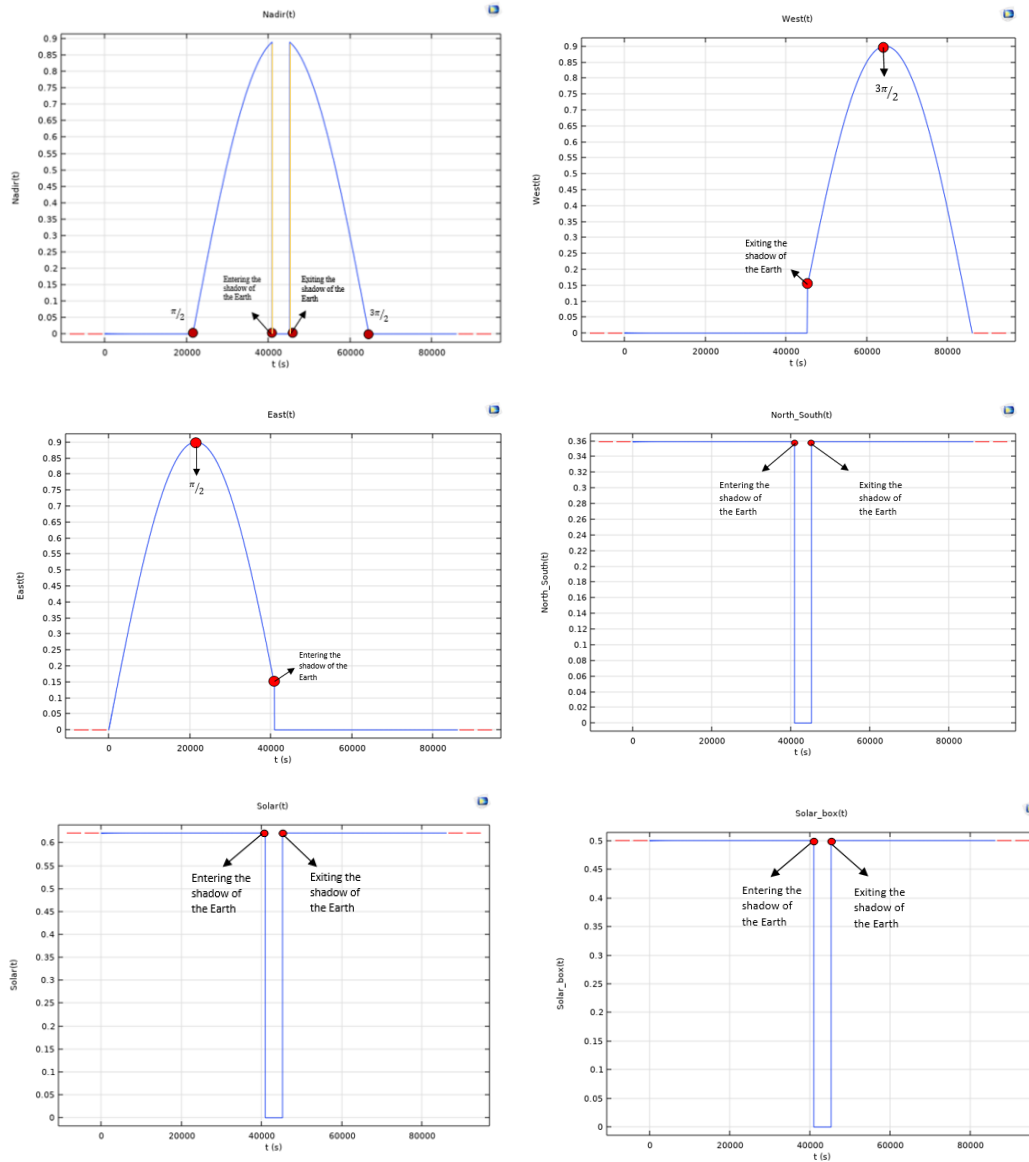 Nadir(t)
0.9
0.85
0.8
0.75
0.7
0.65
0.6
0.55
0.5
0.45
0.4
0.35
0.3
0.25
0.2
0.15
0.1
0.05
0
Nadir(t)
π/2
Entering the
shadow of
the Earth
Exiting the
shadow of the
Earth
3π/2
0 20000 40000 60000 80000
t (s)
West(t)
0.9
0.85
0.8
0.75
0.7
0.65
0.6
0.55
0.5
0.45
0.4
0.35
0.3
0.25
0.2
0.15
0.1
0.05
0
West(t)
3π/2
Exiting the
shadow of
the Earth
0 20000 40000 60000 80000
t (s)
East(t)
0.9
0.85
0.8
0.75
0.7
0.65
0.6
0.55
0.5
0.45
0.4
0.35
0.3
0.25
0.2
0.15
0.1
0.05
0
East(t)
π/2
Entering the
shadow of the
Earth
0 20000 40000 60000 80000
t (s)
North_South(t)
0.36
0.34
0.32
0.3
0.28
0.26
0.24
0.22
0.2
0.18
0.16
0.14
0.12
0.1
0.08
0.06
0.04
0.02
0
North_South(t)
Entering the
shadow of
the Earth
Exiting the
shadow of
the Earth
0 20000 40000 60000 80000
t (s)
Solar(t)
0.6
0.55
0.5
0.45
0.4
0.35
0.3
0.25
0.2
0.15
0.1
0.05
0
Solar(t)
Entering the
shadow of
the Earth
Exiting the
shadow of
the Earth
0 20000 40000 60000 80000
t (s)
Solar_box(t)
0.5
0.45
0.4
0.35
0.3
0.25
0.2
0.15
0.1
0.05
0
Solar_box(t)
Entering the
shadow of
the Earth
Exiting the
shadow of
the Earth
0 20000 40000 60000 80000
t (s)